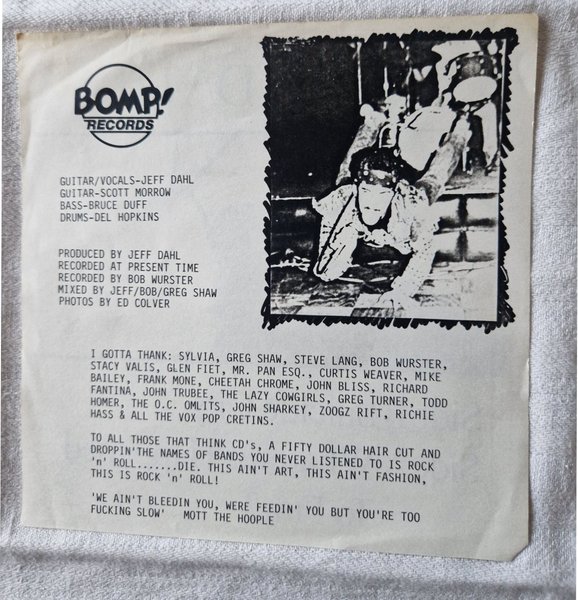 BOMP!
RECORDS
GUITAR/VOCALS-JEFF DAHL
GUITAR-SCOTT MORROW
BASS-BRUCE DUFF
DRUMS-DEL HOPKINS
PRODUCED BY JEFF DAHL
RECORDED AT PRESENT TIME
RECORDED BY BOB WURSTER
MIXED BY JEFF/BOB/GREG SHAW
PHOTOS BY ED COLVER
I GOTTA THANK: SYLVIA, GREG SHAW, STEVE LANG, BOB WURSTER,
STACY VALIS, GLEN FIET, MR. PAN ESQ., CURTIS WEAVER, MIKE
BAILEY, FRANK MONE, CHEETAH CHROME, JOHN BLISS, RICHARD
FANTINA, JOHN TRUBEE, THE LAZY COWGIRLS, GREG TURNER, TODD
HOMER, THE O.C. OMLITS, JOHN SHARKEY, ZOOGZ RIFT, RICHIE
HASS & ALL THE VOX POP CRETINS.
TO ALL THOSE THAT THINK CD's, A FIFTY DOLLAR HAIR CUT AND
DROPPIN'THE NAMES OF BANDS YOU NEVER LISTENED TO IS ROCK
'n' ROLL.......DIE. THIS AIN'T ART, THIS AIN'T FASHION,
THIS IS ROCK 'n' ROLL!
'WE AIN'T BLEEDIN YOU, WERE FEEDIN' YOU BUT YOU'RE TOO
FUCKING SLOW' MOTT THE HOOPLE